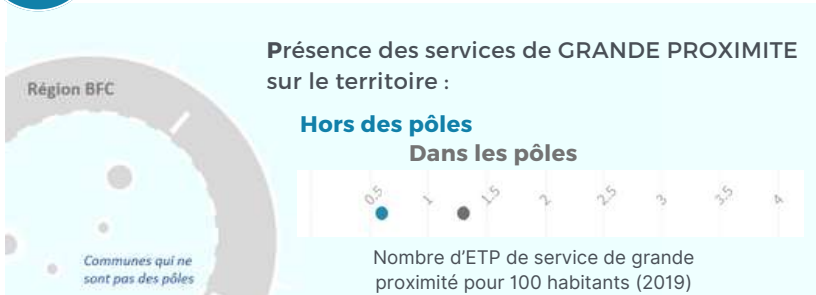 Présence des services de GRANDE PROXIMITE
sur le territoire :
Région BFC
Hors des pôles
Dans les pôles
0.5 1 1.5 2 2.5 3 3.5 4
Communes qui ne
sont pas des pôles
Nombre d'ETP de service de grande
proximité pour 100 habitants (2019)